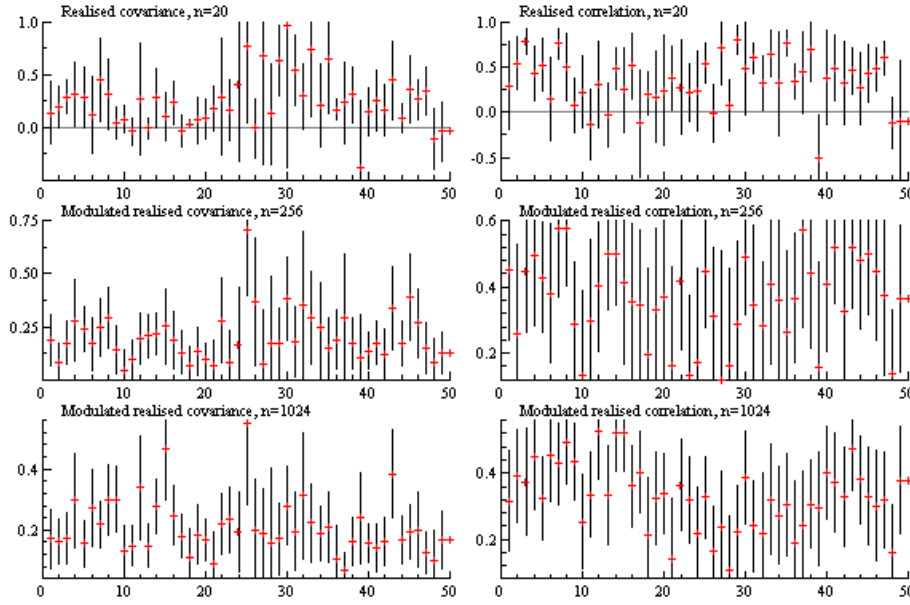 Realised covariance, n=20
1.0
0.5
0.0
0 10 20 30 40 50
Realised correlation, n=20
1.0
0.5
0.0
-0.5
0 10 20 30 40 50
Modulated realised covariance, n=256
0.75
0.50
0.25
0 10 20 30 40 50
Modulated realised correlation, n=256
0.6
0.4
0.2
0 10 20 30 40 50
Modulated realised covariance, n=1024
0.4
0.2
0 10 20 30 40 50
Modulated realised correlation, n=1024
0.4
0.2
0 10 20 30 40 50